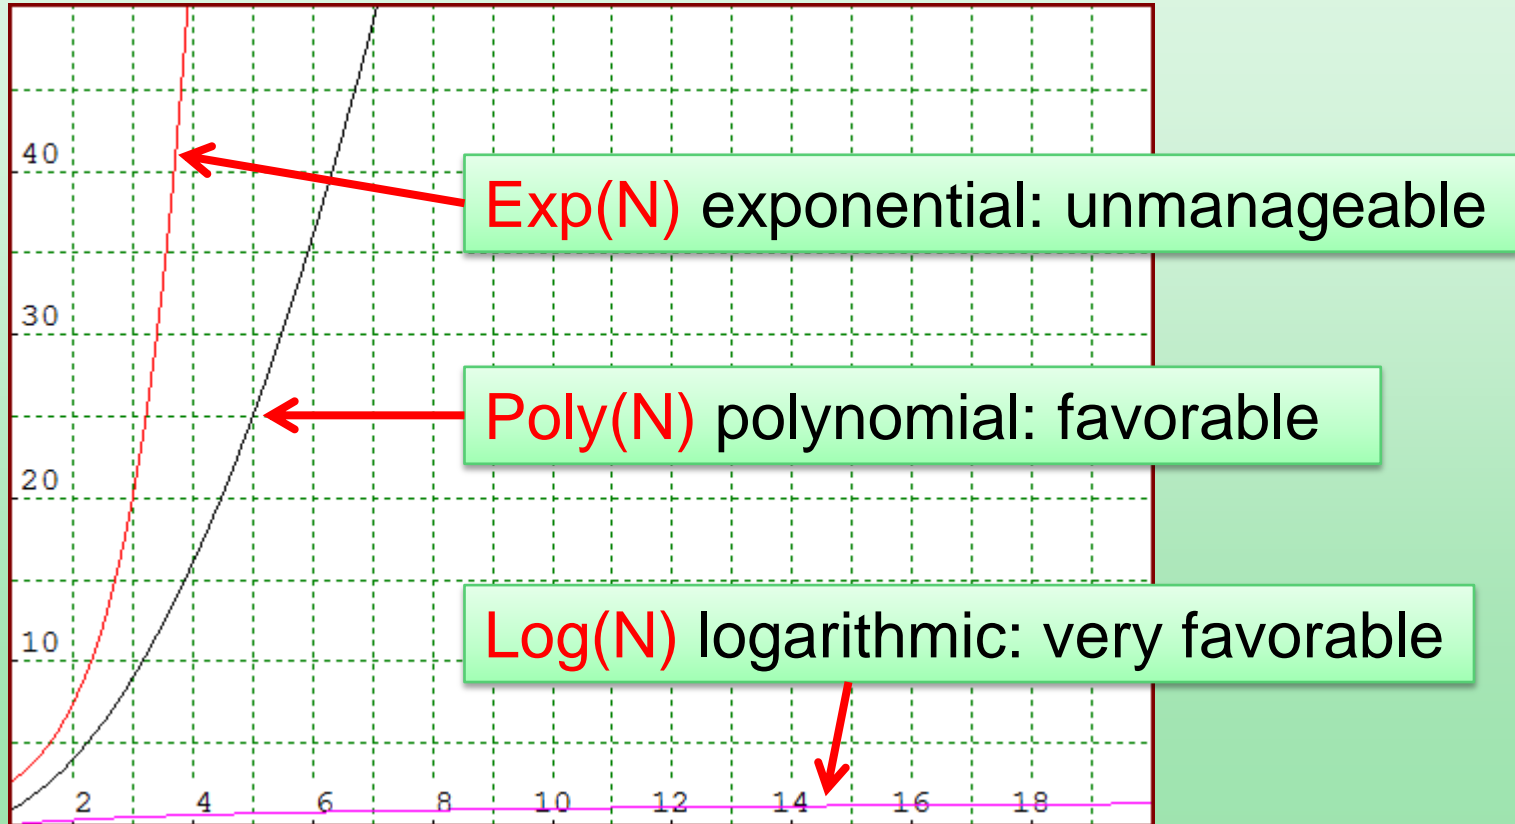 40
Exp(N) exponential: unmanageable
30
Poly(N) polynomial: favorable
20
10
Log(N) logarithmic: very favorable
2 4 6 8 10 12 14 16 18